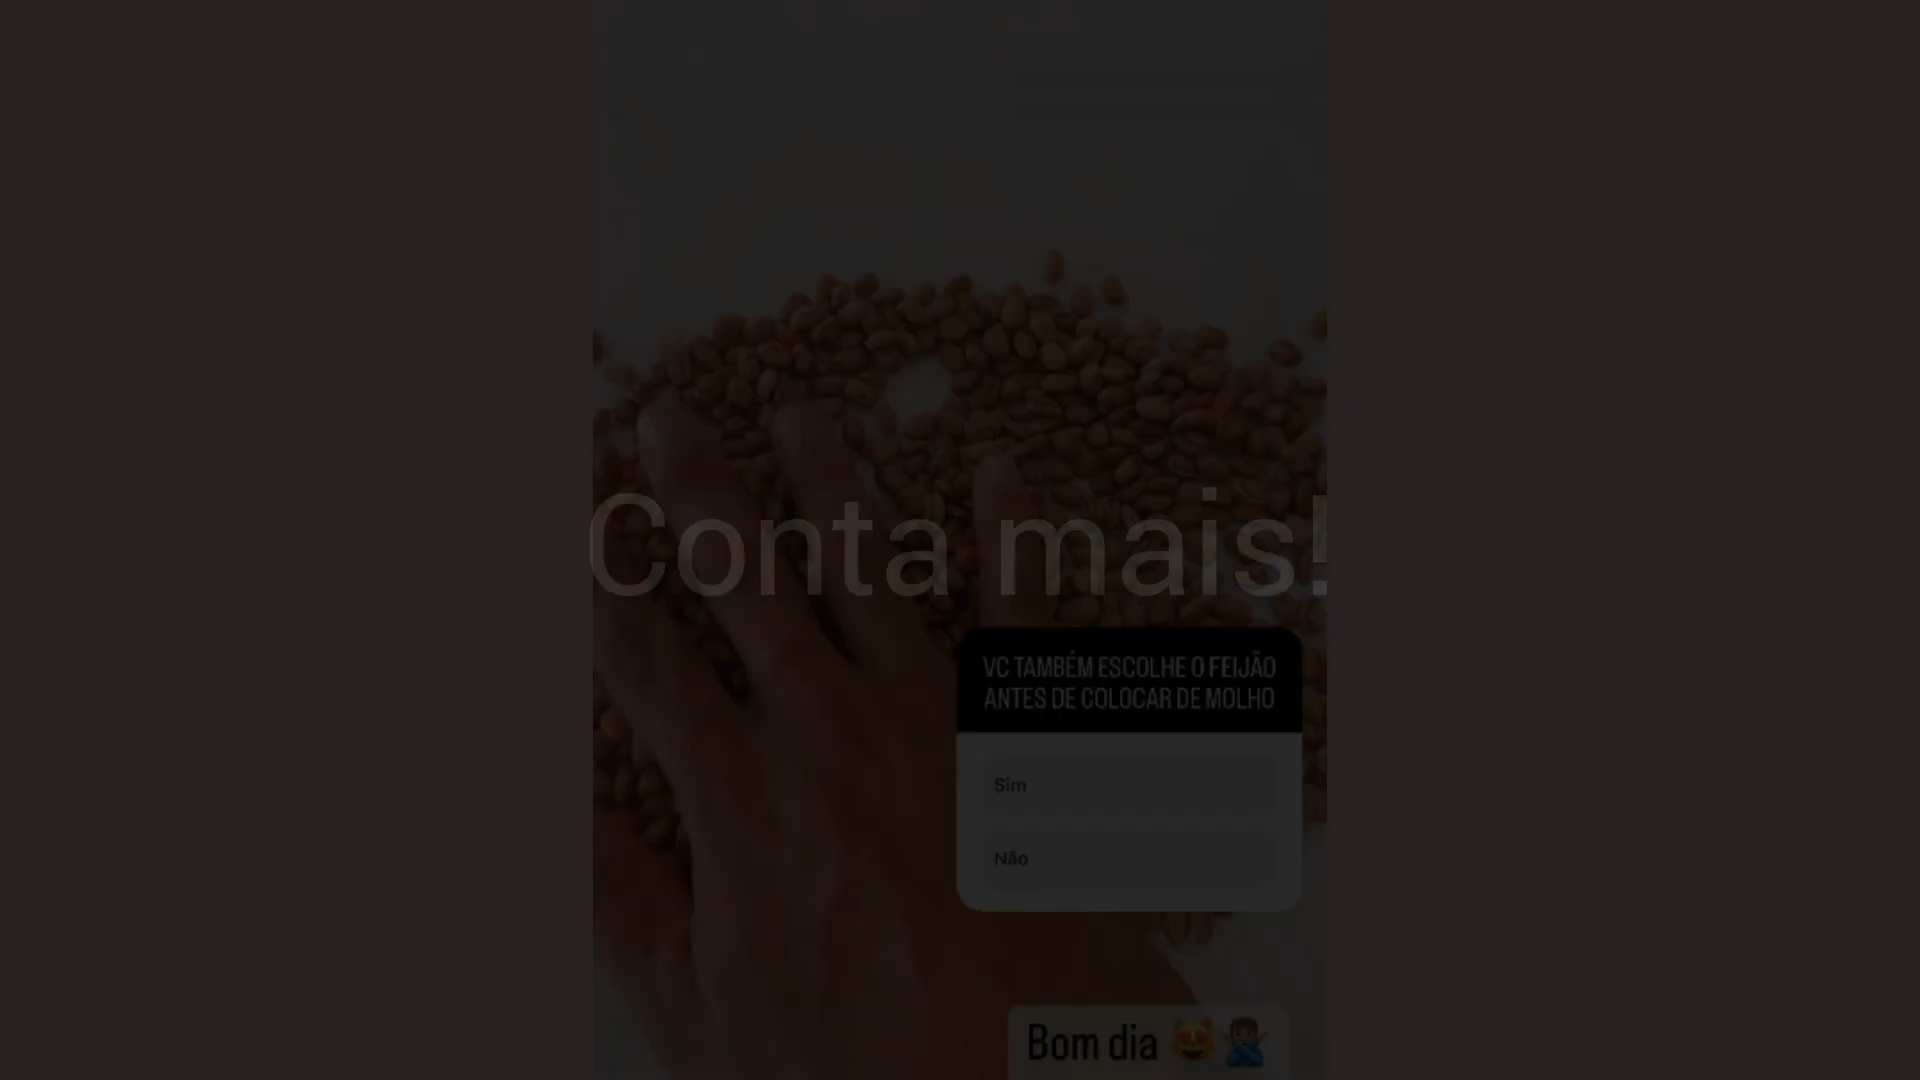 Conta mais!
VC TAMBÉM ESCOLHE O FEIJÃO
ANTES DE COLOCAR DE MOLHO
Sim
Não
Bom dia 😻🙅🏽‍♂️